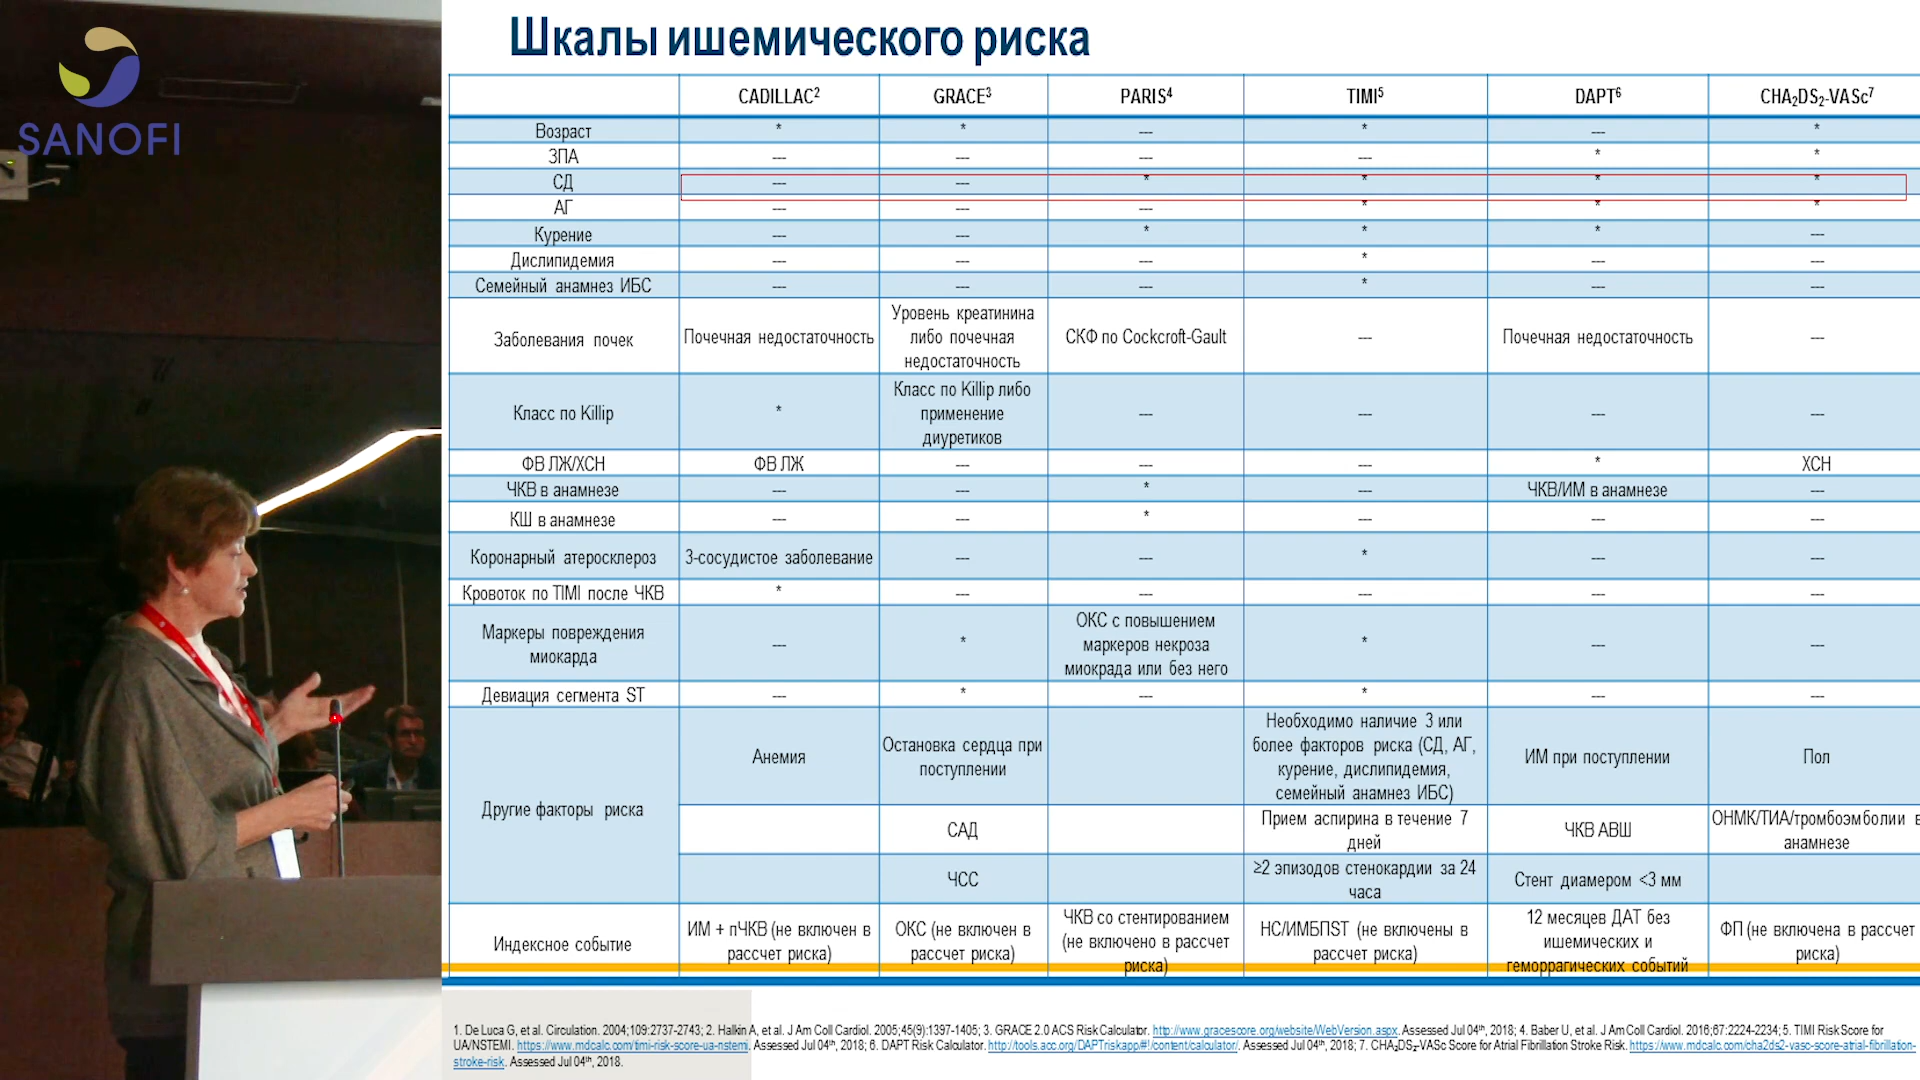 SANOFI
Шкалы ишемического риска
CADILLAC2 GRACE3 PARIS4 TIMI5 DAPT6 CHA2DS2-VASc7
Возраст * * --- * --- *
ЗПА --- --- --- --- * *
СД --- --- * * * *
АГ --- --- --- * * *
Курение --- --- * * * ---
Дислипидемия --- --- --- * --- ---
Семейный анамнез ИБС --- --- --- * --- ---
Заболевания почек Почечная недостаточность Уровень креатинина либо почечная недостаточность СКФ по Cockcroft-Gault --- Почечная недостаточность ---
Класс по Killip * Класс по Killip либо применение диуретиков --- --- --- ---
ФВ ЛЖ/ХСН ФВ ЛЖ --- --- --- * ХСН
ЧКВ в анамнезе --- --- * --- ЧКВ/ИМ в анамнезе ---
КШ в анамнезе --- --- * --- --- ---
Коронарный атеросклероз 3-сосудистое заболевание --- --- * --- ---
Кровоток по TIMI после ЧКВ * --- --- --- --- ---
Маркеры повреждения миокарда --- * ОКС с повышением маркеров некроза миокрада или без него * --- ---
Девиация сегмента ST --- * --- * --- ---
Другие факторы риска Анемия Остановка сердца при поступлении Необходимо наличие 3 или более факторов риска (СД, АГ, курение, дислипидемия, семейный анамнез ИБС) ИМ при поступлении Пол
САД Прием аспирина в течение 7 дней ЧКВ АВШ ОНМК/ТИА/тромбоэмболии в анамнезе
ЧСС ≥2 эпизодов стенокардии за 24 часа Стент диаметром <3 мм
Индексное событие ИМ + пЧКВ (не включен в рассчет риска) ОКС (не включен в рассчет риска) ЧКВ со стентированием (не включено в рассчет риска) НС/ИМБПST (не включены в рассчет риска) 12 месяцев ДАТ без ишемических и геморрагических событий ФП (не включена в рассчет риска)
1. De Luca G, et al. Circulation. 2004;109:2737-2743; 2. Halkin A, et al. J Am Coll Cardiol. 2005;45(9):1397-1405; 3. GRACE 2.0 ACS Risk Calculator. http://www.gracescore.org/website/WebVersion.aspx. Assessed Jul 04th, 2018; 4. Baber U, et al. J Am Coll Cardiol. 2016;67:2224-2234; 5. TIMI Risk Score for
UA/NSTEMI. https://www.mdcalc.com/timi-risk-score-ua-nstemi. Assessed Jul 04th, 2018; 6. DAPT Risk Calculator. http://tools.acc.org/DAPTriskapp/#!/content/calculator/. Assessed Jul 04th, 2018; 7. CHA2DS2-VASc Score for Atrial Fibrillation Stroke Risk. https://www.mdcalc.com/cha2ds2-vasc-score-atrial-fibrillation-
stroke-risk. Assessed Jul 04th, 2018.